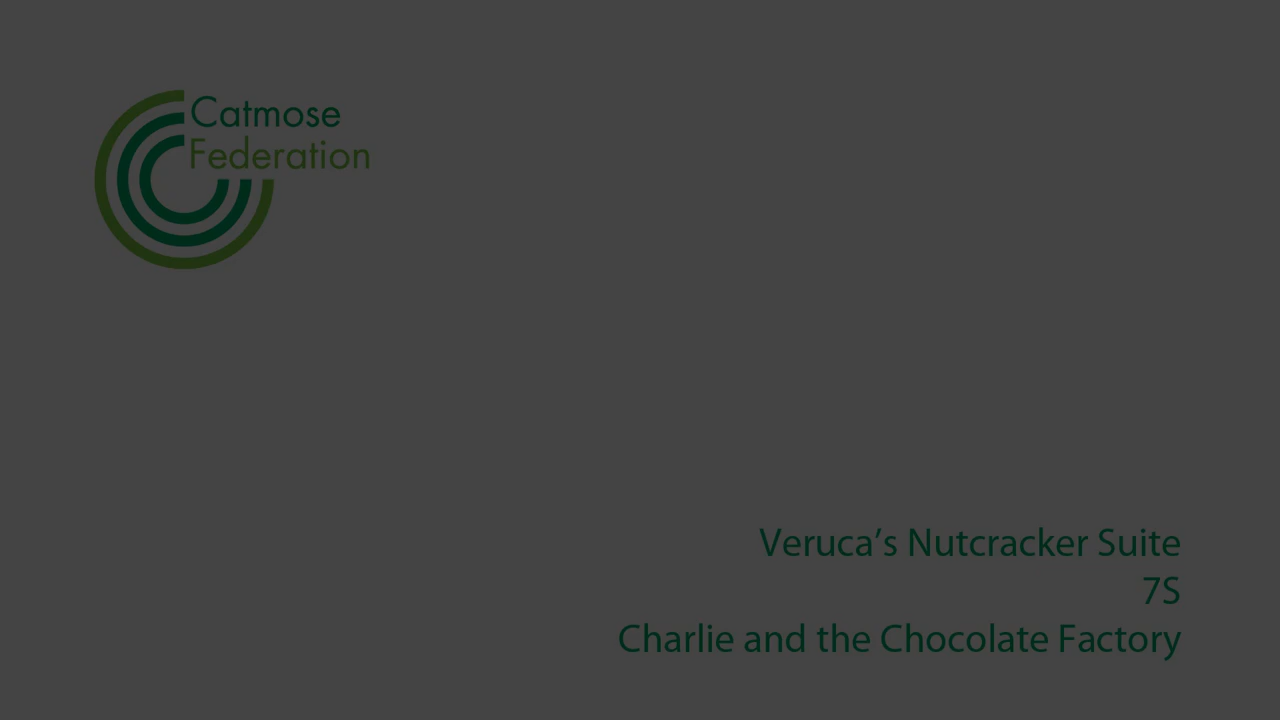 Catmose
Federation
Veruca’s Nutcracker Suite
7S
Charlie and the Chocolate Factory